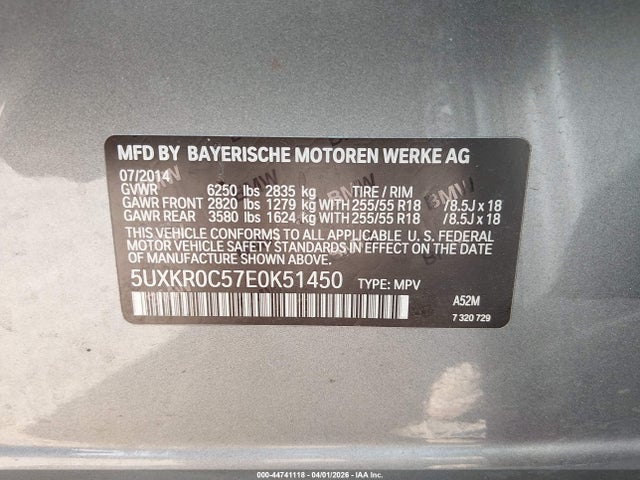 MFD BY BAYERISCHE MOTOREN WERKE AG
07/2014
GVWR 6250 lbs 2835 kg TIRE / RIM
GAWR FRONT 2820 lbs 1279 kg WITH 255/55 R18 /8.5J x 18
GAWR REAR 3580 lbs 1624 kg WITH 255/55 R18 /8.5J x 18
THIS VEHICLE CONFORMS TO ALL APPLICABLE U. S. FEDERAL
MOTOR VEHICLE SAFETY STANDARDS IN EFFECT ON THE DATE
OF MANUFACTURE SHOWN ABOVE.
5UXKR0C57E0K51450 TYPE: MPV
A52M
7 320 729
BMW
BMW
BMW
000-44741118 - 04/01/2026 - IAA Inc.